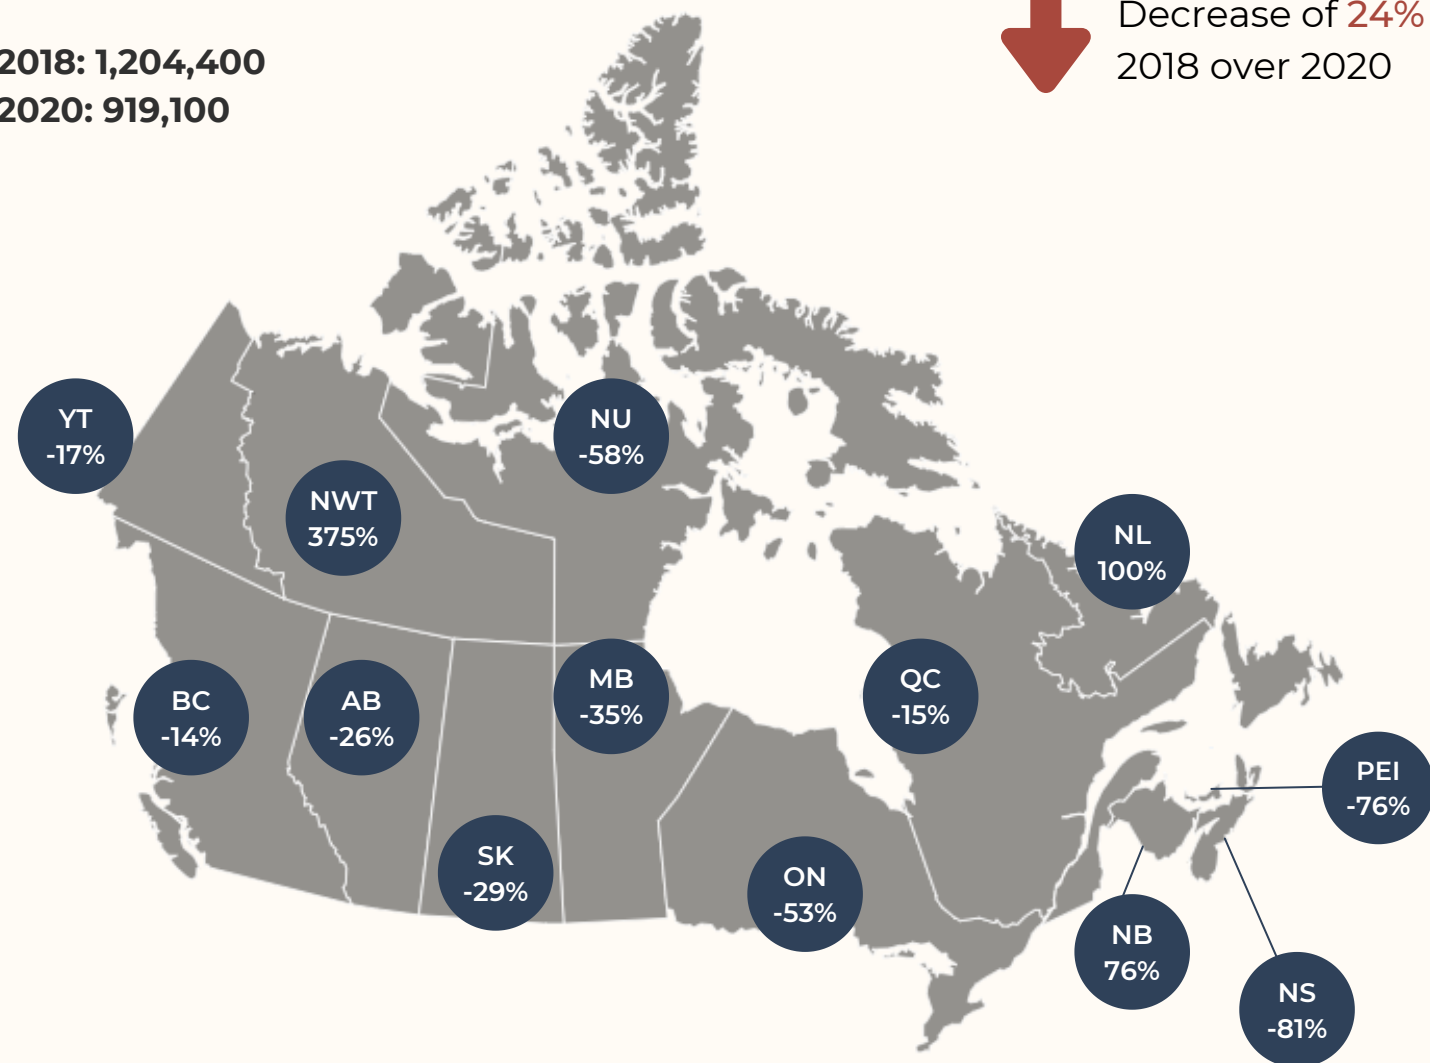 Decrease of 24%
2018 over 2020
2018: 1,204,400
2020: 919,100
YT
-17%
NU
-58%
NWT
375%
NL
100%
BC
-14%
AB
-26%
MB
-35%
QC
-15%
PEI
-76%
SK
-29%
ON
-53%
NB
76%
NS
-81%